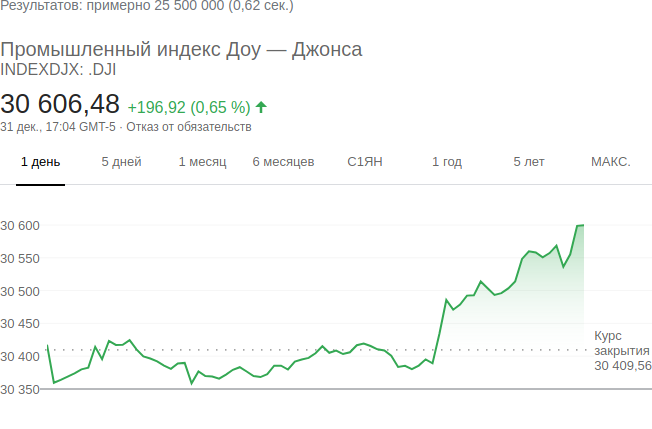 Результатов: примерно 25 500 000 (0,62 сек.)
Промышленный индекс Доу — Джонса
INDEXDJX: .DJI
30 606,48 +196,92 (0,65 %)
31 дек., 17:04 GMT-5 · Отказ от обязательств
1 день 5 дней 1 месяц 6 месяцев С1ЯН 1 год 5 лет МАКС.
30 600
30 550
30 500
30 450
30 400
30 350
Курс
закрытия
30 409,56